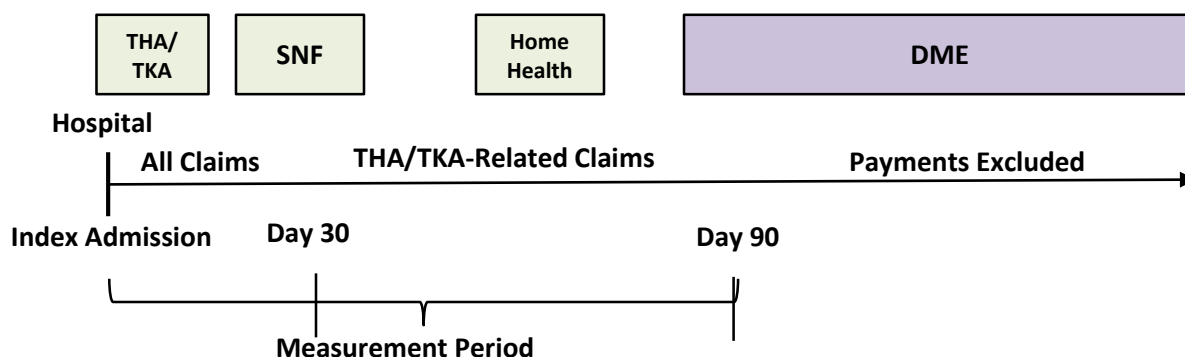 THA/
TKA
SNF
Home
Health
DME
Hospital
All Claims
THA/TKA-Related Claims
Payments Excluded
Index Admission
Day 30
Day 90
Measurement Period